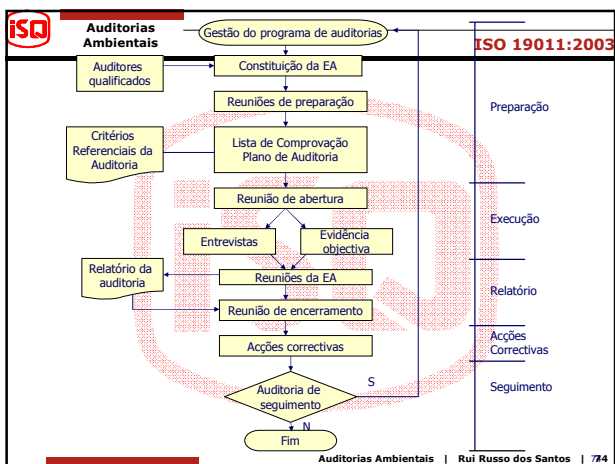 iSQ
Auditorias
Ambientais
Gestão do programa de auditorias
ISO 19011:2003
Auditores
qualificados
Constituição da EA
Reuniões de preparação
Preparação
Critérios
Referenciais da
Auditoria
Lista de Comprovação
Plano de Auditoria
Reunião de abertura
Execução
Entrevistas
Evidência
objectiva
Relatório da
auditoria
Reuniões da EA
Relatório
Reunião de encerramento
Acções correctivas
Acções
Correctivas
Auditoria de
seguimento
S
Seguimento
N
Fim
Auditorias Ambientais | Rui Russo dos Santos |